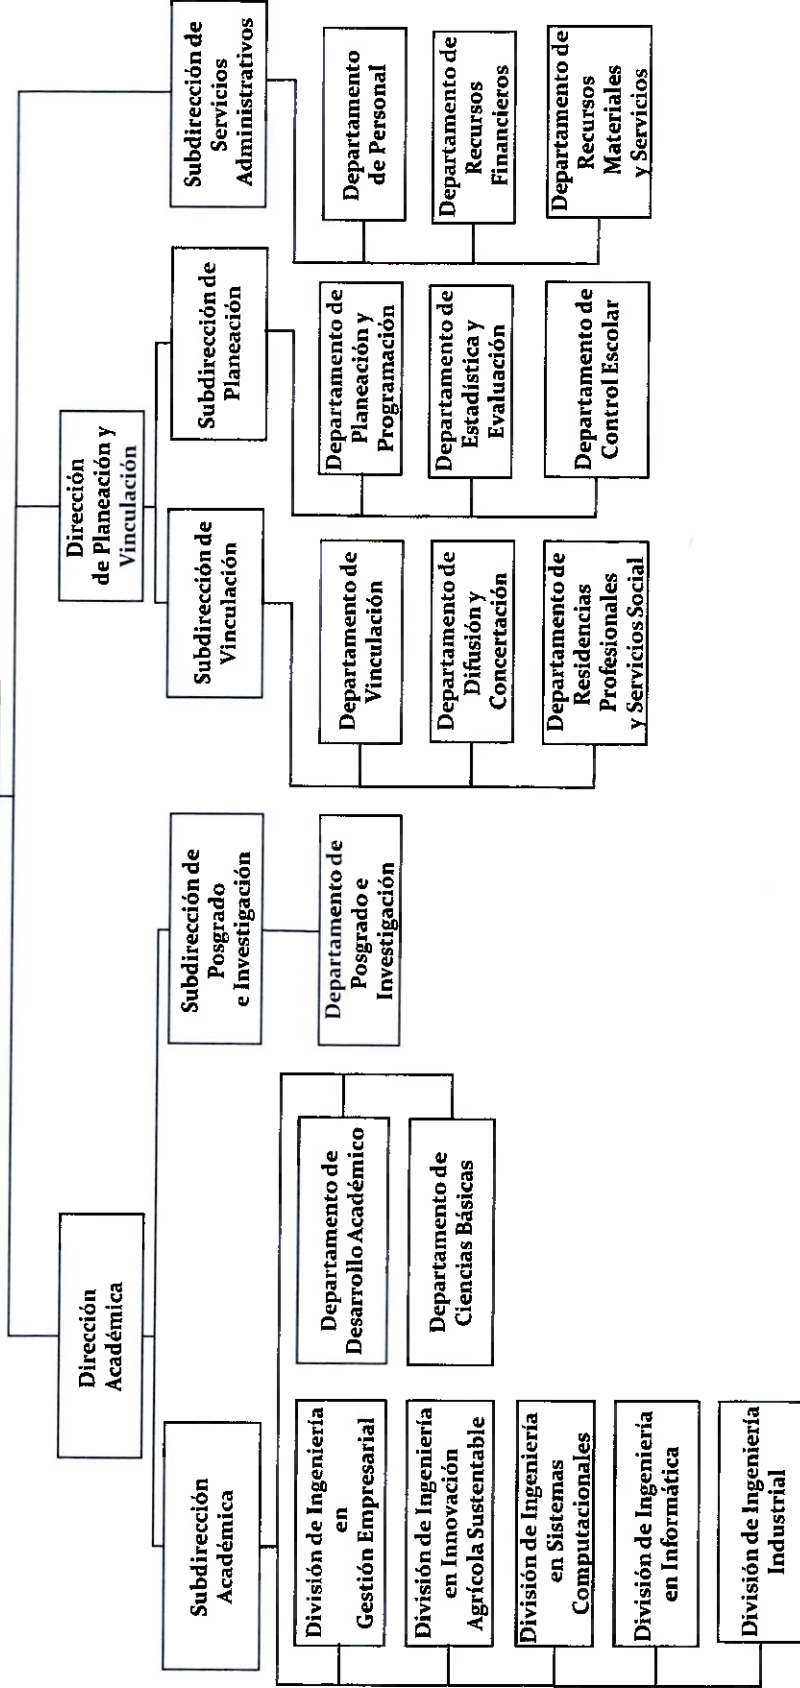 Dirección
Académica
Dirección
de Planeación y
Vinculación
Subdirección
Académica
Subdirección de
Posgrado
e Investigación
Subdirección de
Vinculación
Subdirección de
Planeación
Subdirección de
Servicios
Administrativos
División de Ingeniería
en
Gestión Empresarial
División de Ingeniería
en Innovación
Agrícola Sustentable
División de Ingeniería
en Sistemas
Computacionales
División de Ingeniería
en Informática
División de Ingeniería
Industrial
Departamento de
Desarrollo Académico
Departamento de
Ciencias Básicas
Departamento de
Posgrado e
Investigación
Departamento de
Vinculación
Departamento de
Difusión y
Concertación
Departamento de
Residencias
Profesionales
y Servicios Social
Departamento de
Planeación y
Programación
Departamento de
Estadística y
Evaluación
Departamento de
Control Escolar
Departamento
de Personal
Departamento de
Recursos
Financieros
Departamento de
Recursos
Materiales
y Servicios